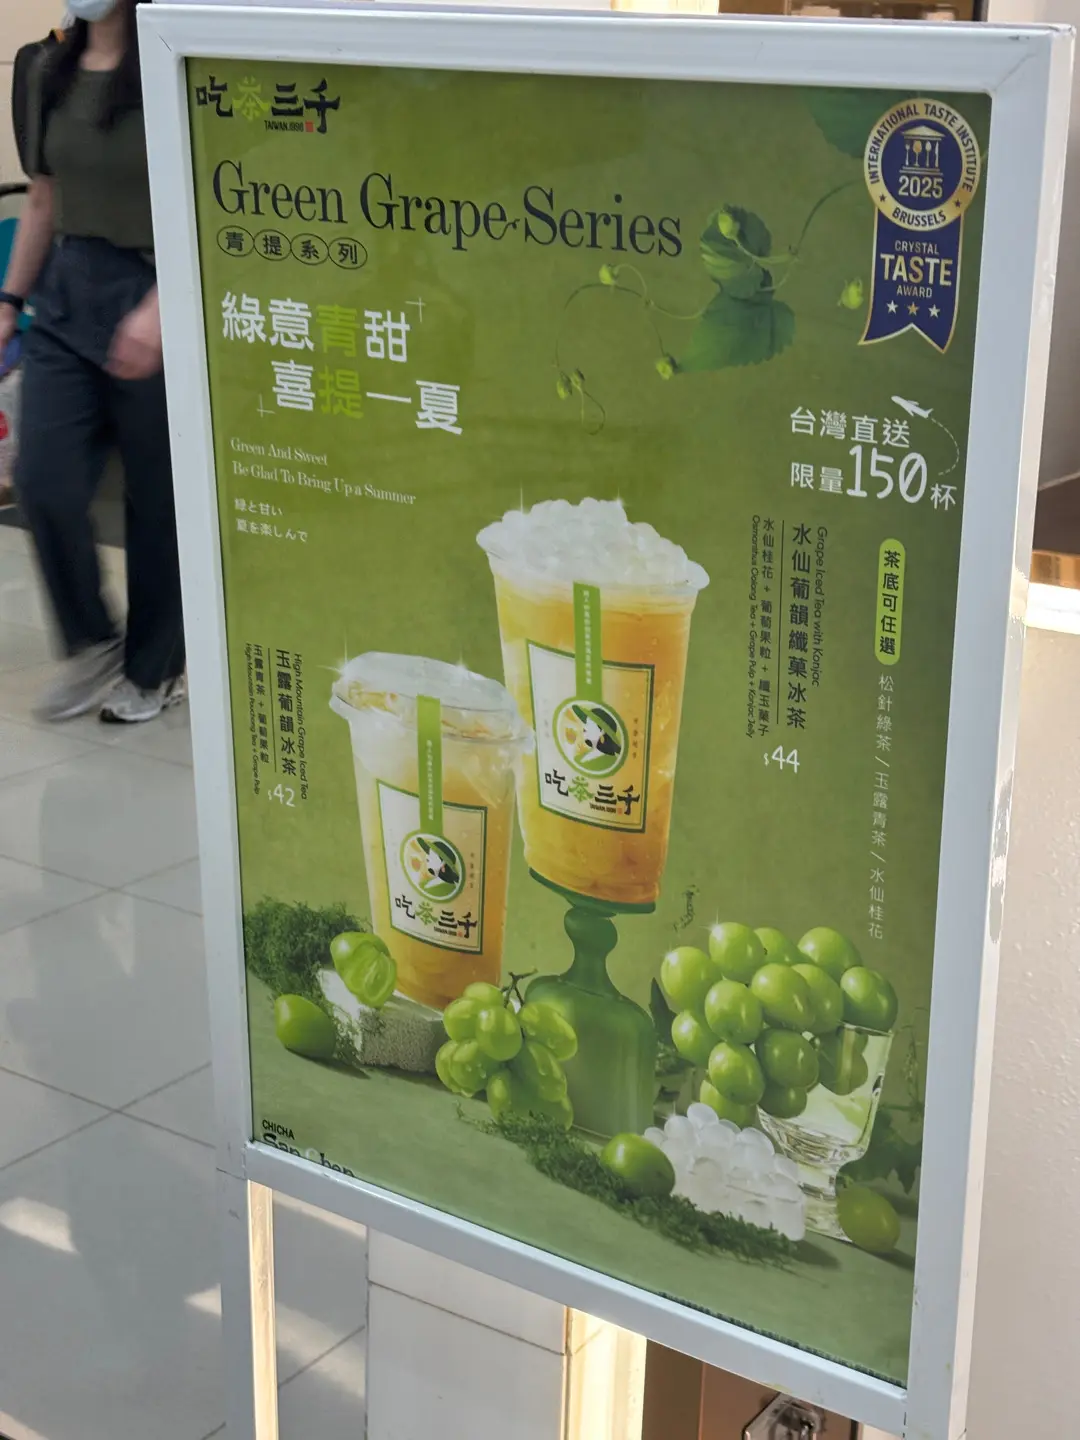 吃茶三千
TAIWAN.1998
Green Grape Series
青提系列
綠意青甜
喜提一夏
Green And Sweet
Be Glad To Bring Up a Summer
緑と甘い
夏を楽しんで
INTERNATIONAL TASTE INSTITUTE
2025
BRUSSELS
CRYSTAL
TASTE
AWARD
台灣直送
限量150杯
Grape Iced Tea with Konjac
水仙葡韻纖菓冰茶
水仙桂花 + 葡萄果粒 + 纖玉菓子
Osmanthus Oolong Tea + Grape Pulp + Konjac Jelly
$44
茶底可任選
松針綠茶 / 玉露青茶 / 水仙桂花
High Mountain Grape Iced Tea
玉露葡韻冰茶
玉露青茶 + 葡萄果粒
High Mountain Pouchong Tea + Grape Pulp
$42
吃茶三千
吃茶三千
CHICHA
San Chen